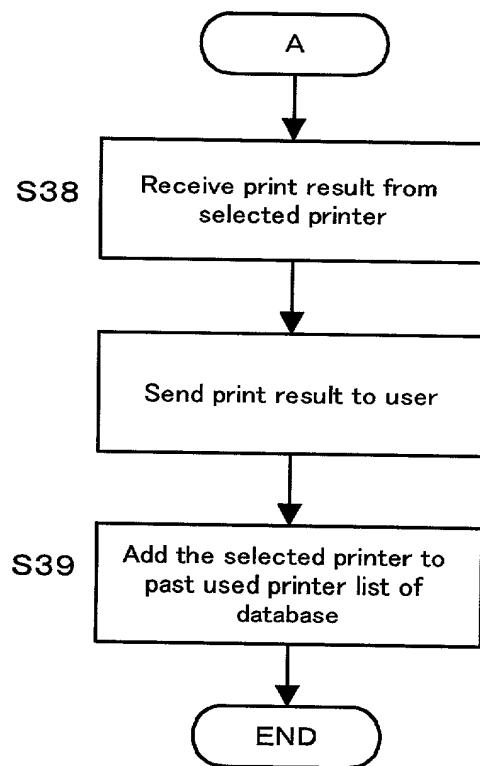 A
S38
Receive print result from
selected printer
Send print result to user
S39
Add the selected printer to
past used printer list of
database
END